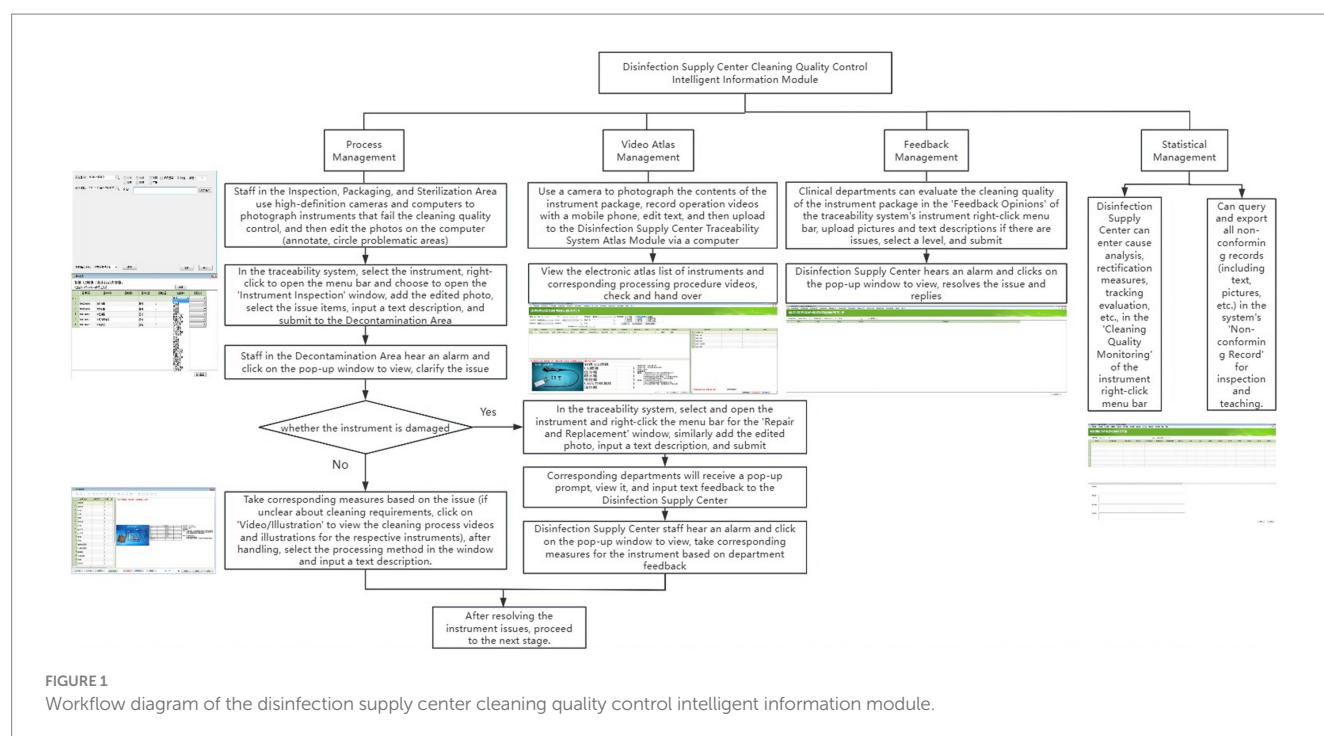 Disinfection Supply Center Cleaning Quality Control
Intelligent Information Module
Process
Management
Video Atlas
Management
Feedback
Management
Statistical
Management
Staff in the Inspection, Packaging, and Sterilization Area
use high-definition cameras and computers to
photograph instruments that fail the cleaning quality
control, and then edit the photos on the computer
(annotate, circle problematic areas)
In the traceability system, select the instrument, right-
click to open the menu bar and choose to open the
'Instrument Inspection' window, add the edited photo,
select the issue items, input a text description, and
submit to the Decontamination Area
Staff in the Decontamination Area hear an alarm and
click on the pop-up window to view, clarify the issue
whether the instrument is damaged
Yes
No
Take corresponding measures based on the issue (if
unclear about cleaning requirements, click on
'Video/Illustration' to view the cleaning process videos
and illustrations for the respective instruments), after
handling, select the processing method in the window
and input a text description.
Use a camera to photograph the contents of the
instrument package, record operation videos
with a mobile phone, edit text, and then upload
to the Disinfection Supply Center Traceability
System Atlas Module via a computer
View the electronic atlas list of instruments and
corresponding processing procedure videos,
check and hand over
In the traceability system, select and open the
instrument and right-click the menu bar for the 'Repair
and Replacement' window, similarly add the edited
photo, input a text description, and submit
Corresponding departments will receive a pop-up
prompt, view it, and input text feedback to the
Disinfection Supply Center
Disinfection Supply Center staff hear an alarm and click
on the pop-up window to view, take corresponding
measures for the instrument based on department
feedback
After resolving the
instrument issues, proceed
to the next stage.
Clinical departments can evaluate the cleaning quality
of the instrument package in the 'Feedback Opinions' of
the traceability system's instrument right-click menu
bar, upload pictures and text descriptions if there are
issues, select a level, and submit
Disinfection Supply Center hears an alarm and clicks on
the pop-up window to view, resolves the issue and
replies
Disinfection
Supply
Center can
enter cause
analysis,
rectification
measures,
tracking
evaluation,
etc., in the
'Cleaning
Quality
Monitoring'
of the
instrument
right-click
menu bar
Can query
and export
all non-
conformin
g records
(including
text,
pictures,
etc.) in the
system's
'Non-
conformin
g Record'
for
inspection
and
teaching.
FIGURE 1
Workflow diagram of the disinfection supply center cleaning quality control intelligent information module.